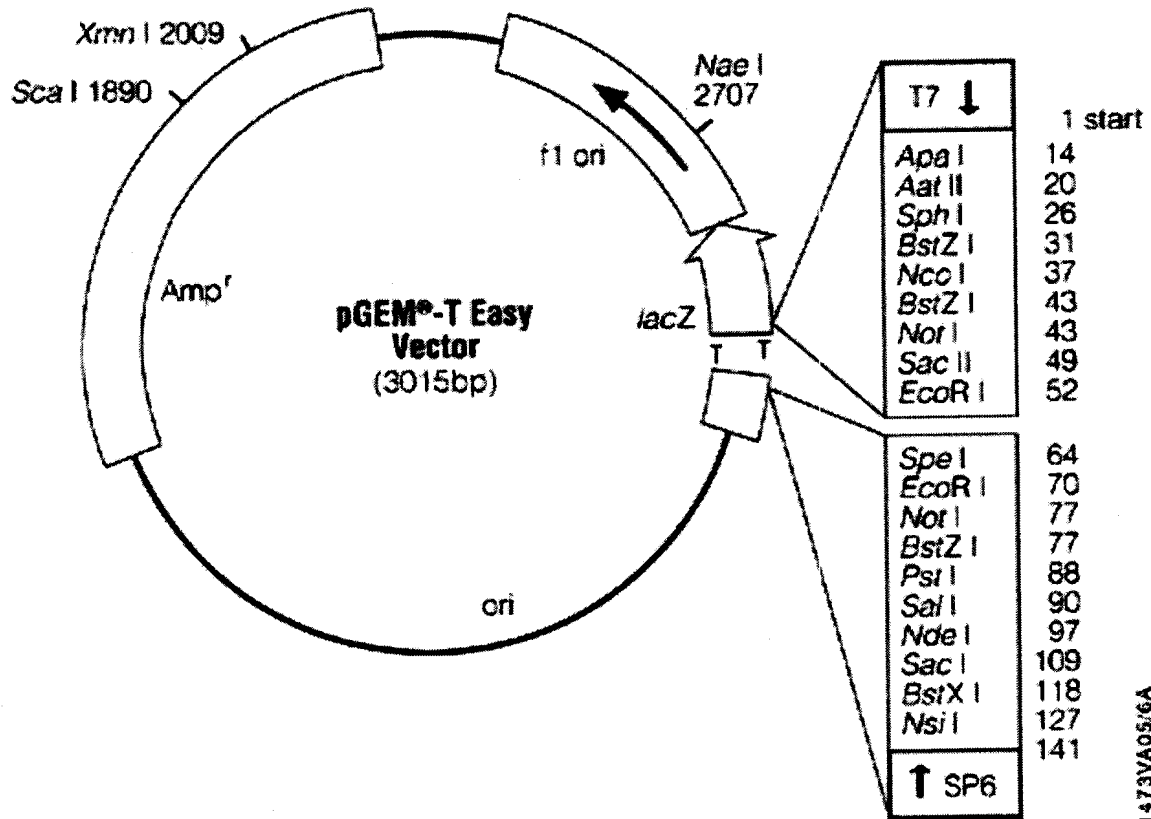 Xmn I 2009
Sca I 1890
Nae I
2707
f1 ori
Ampʳ
pGEM®-T Easy
Vector
(3015bp)
lacZ
T T
ori
T7 ↓
1 start
Apa I 14
Aat II 20
Sph I 26
BstZ I 31
Nco I 37
BstZ I 43
Not I 43
Sac II 49
EcoR I 52
Spe I 64
EcoR I 70
Not I 77
BstZ I 77
Pst I 88
Sal I 90
Nde I 97
Sac I 109
BstX I 118
Nsi I 127
141
↑ SP6
1473VA05/6A